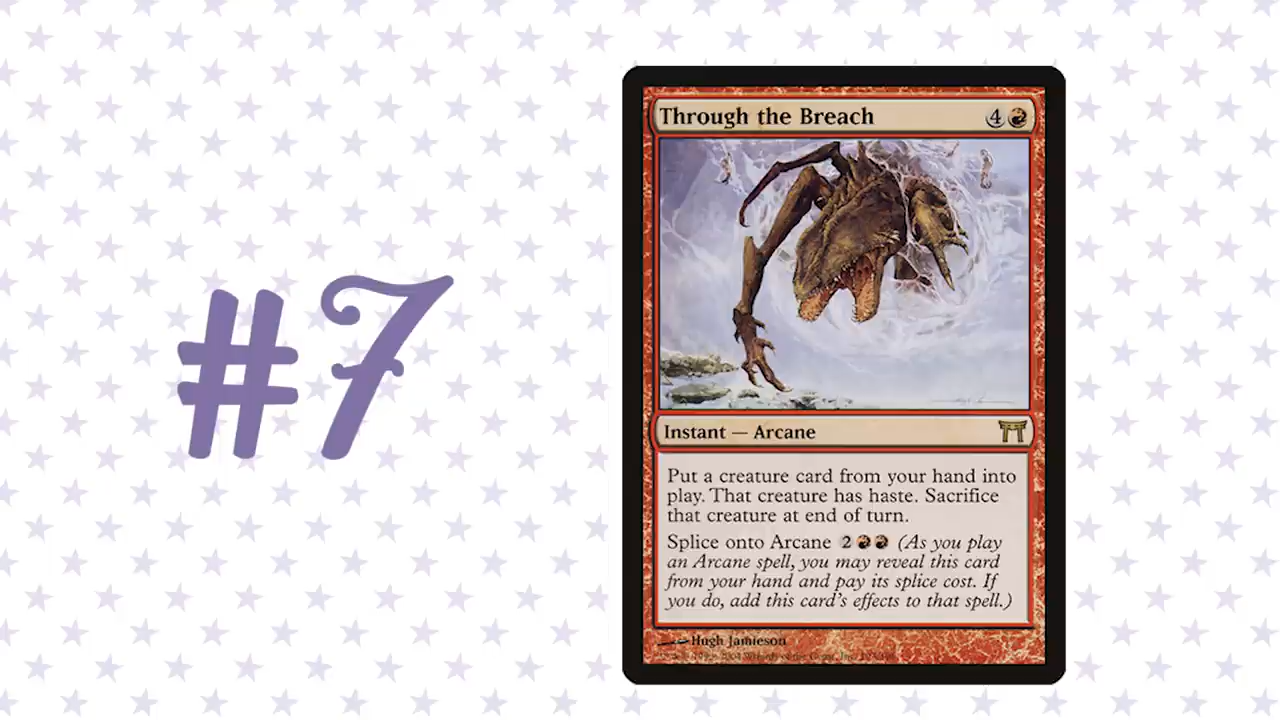 #7
Through the Breach 4
Instant — Arcane
Put a creature card from your hand into
play. That creature has haste. Sacrifice
that creature at end of turn.
Splice onto Arcane 2 (As you play
an Arcane spell, you may reveal this card
from your hand and pay its splice cost. If
you do, add this card's effects to that spell.)
Hugh Jamieson